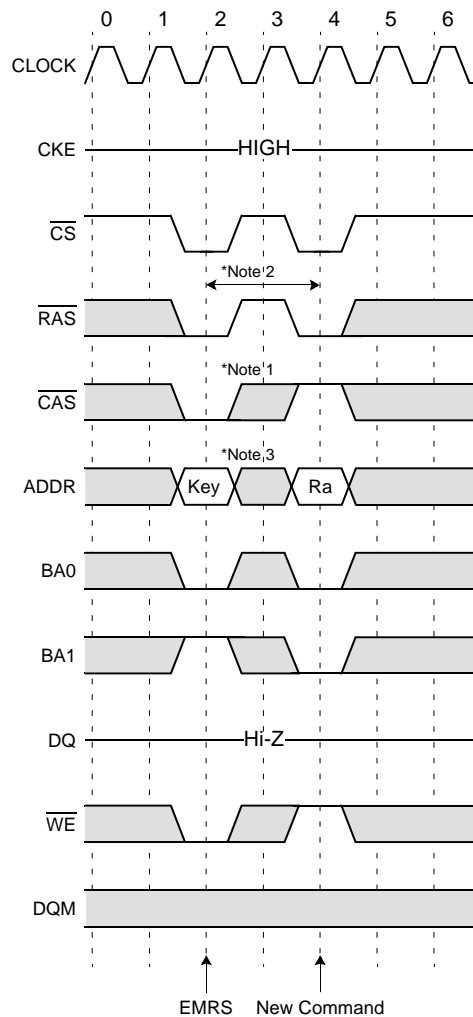 0 1 2 3 4 5 6
CLOCK
CKE HIGH
CS
*Note 2
RAS
*Note 1
CAS
*Note 3
ADDR Key Ra
BA0
BA1
DQ Hi-Z
WE
DQM
EMRS New Command